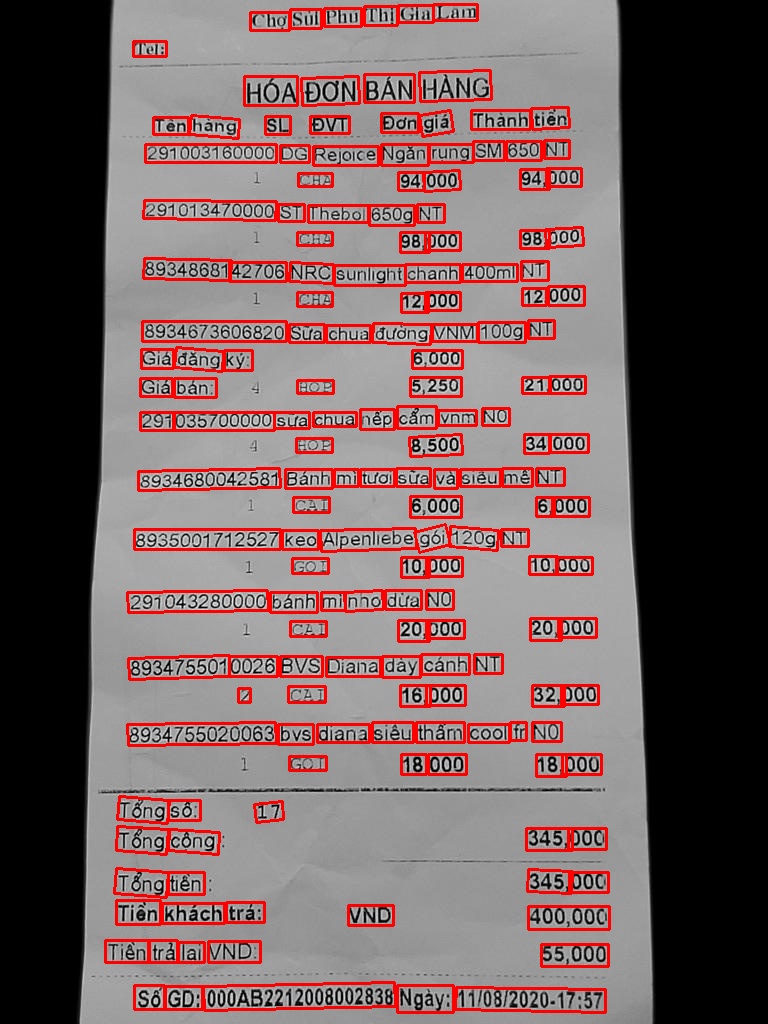 Chợ Sủi Phú Thị Gia Lâm
Tel:
HÓA ĐƠN BÁN HÀNG
Tên hàng SL ĐVT Đơn giá Thành tiền
291003160000 DG Rejoice Ngăn rụng SM 650 NT
1 CHA 94,000 94,000
291013470000 ST Thebol 650g NT
1 CHA 98,000 98,000
8934868142706 NRC sunlight chanh 400ml NT
1 CHA 12,000 12,000
8934673606820 Sữa chua đường VNM 100g NT
Giá đăng ký: 6,000
Giá bán: 4 HOP 5,250 21,000
291035700000 sưa chua nếp cẩm vnm N0
4 HOP 8,500 34,000
8934680042581 Bánh mì tươi sữa và siêu mê NT
1 CAI 6,000 6,000
8935001712527 keo Alpenliebe gói 120g NT
1 GOI 10,000 10,000
291043280000 bánh mì nho dừa N0
1 CAI 20,000 20,000
8934755010026 BVS Diana dày cánh NT
2 CAI 16,000 32,000
8934755020063 bvs diana siêu thấm cool fr N0
1 GOI 18,000 18,000
Tổng số: 17
Tổng cộng : 345,000
Tổng tiền : 345,000
Tiền khách trả: VND 400,000
Tiền trả lại VND: 55,000
Số GD: 000AB2212008002838 Ngày: 11/08/2020-17:57